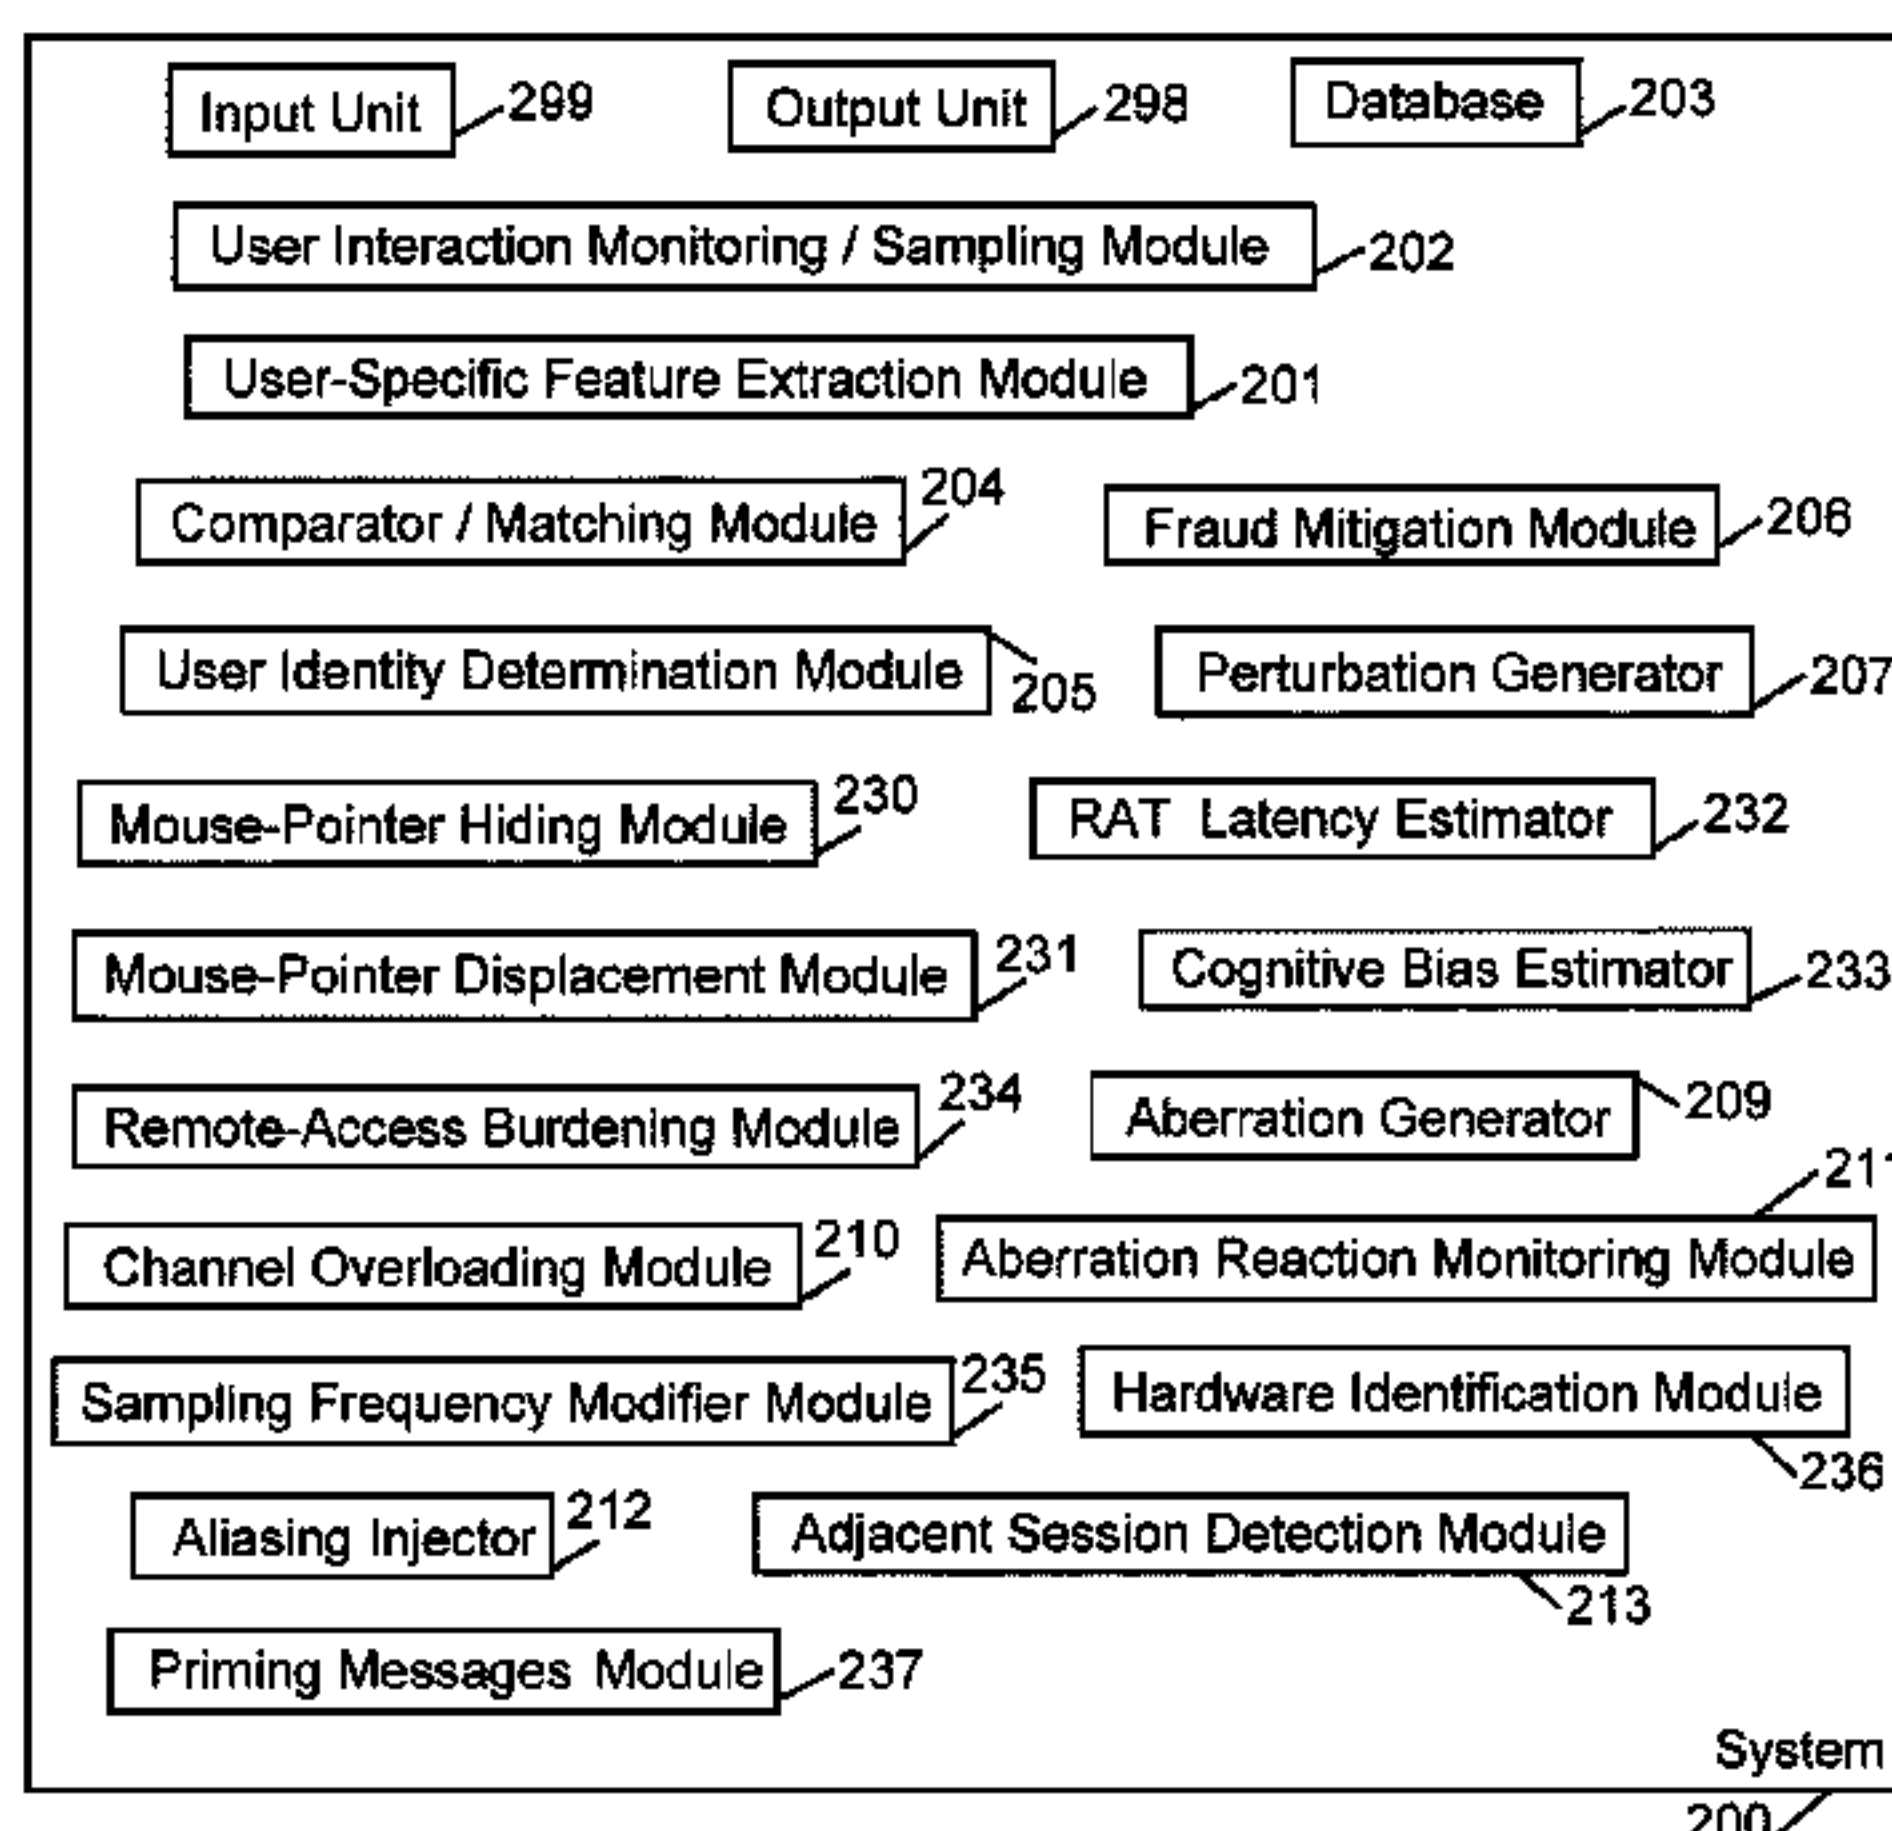 Input Unit 299 Output Unit 298 Database 203
User Interaction Monitoring / Sampling Module 202
User-Specific Feature Extraction Module 201
Comparator / Matching Module 204 Fraud Mitigation Module 206
User Identity Determination Module 205 Perturbation Generator 207
Mouse-Pointer Hiding Module 230 RAT Latency Estimator 232
Mouse-Pointer Displacement Module 231 Cognitive Bias Estimator 233
Remote-Access Burdening Module 234 Aberration Generator 209
Channel Overloading Module 210 Aberration Reaction Monitoring Module 211
Sampling Frequency Modifier Module 235 Hardware Identification Module 236
Aliasing Injector 212 Adjacent Session Detection Module 213
Priming Messages Module 237
System
200